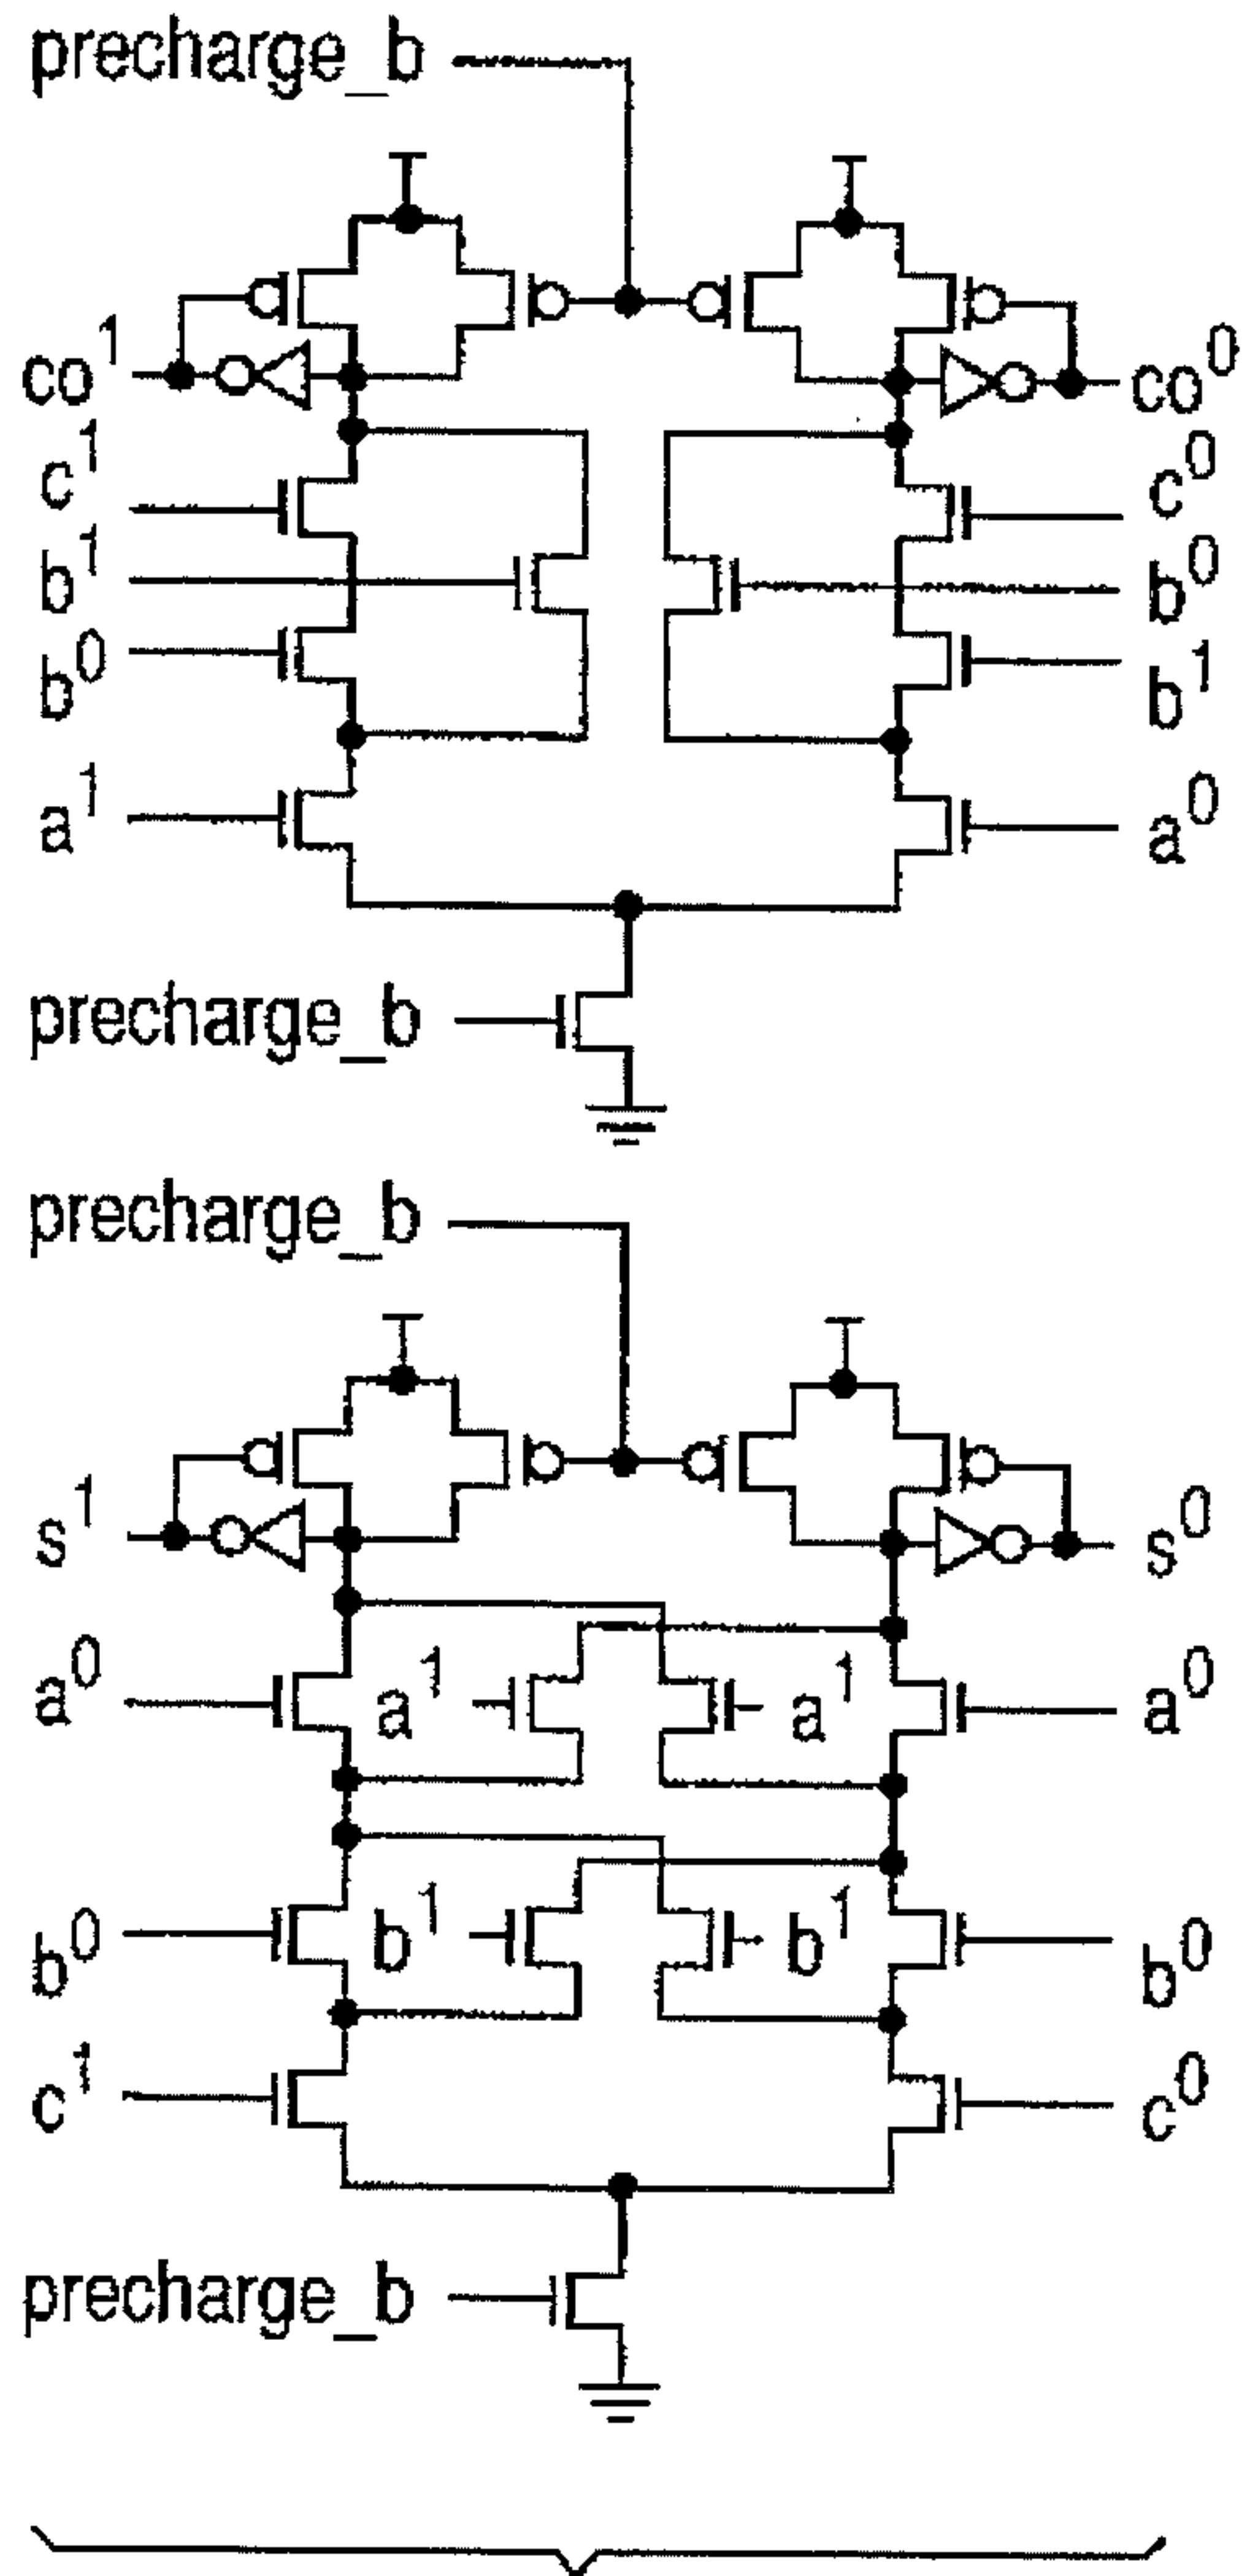 precharge_b
co¹ co⁰
c¹ c⁰
b¹ b⁰
b⁰ b¹
a¹ a⁰
precharge_b
precharge_b
s¹ s⁰
a⁰ a¹ a¹ a⁰
b⁰ b¹ b¹ b⁰
c¹ c⁰
precharge_b